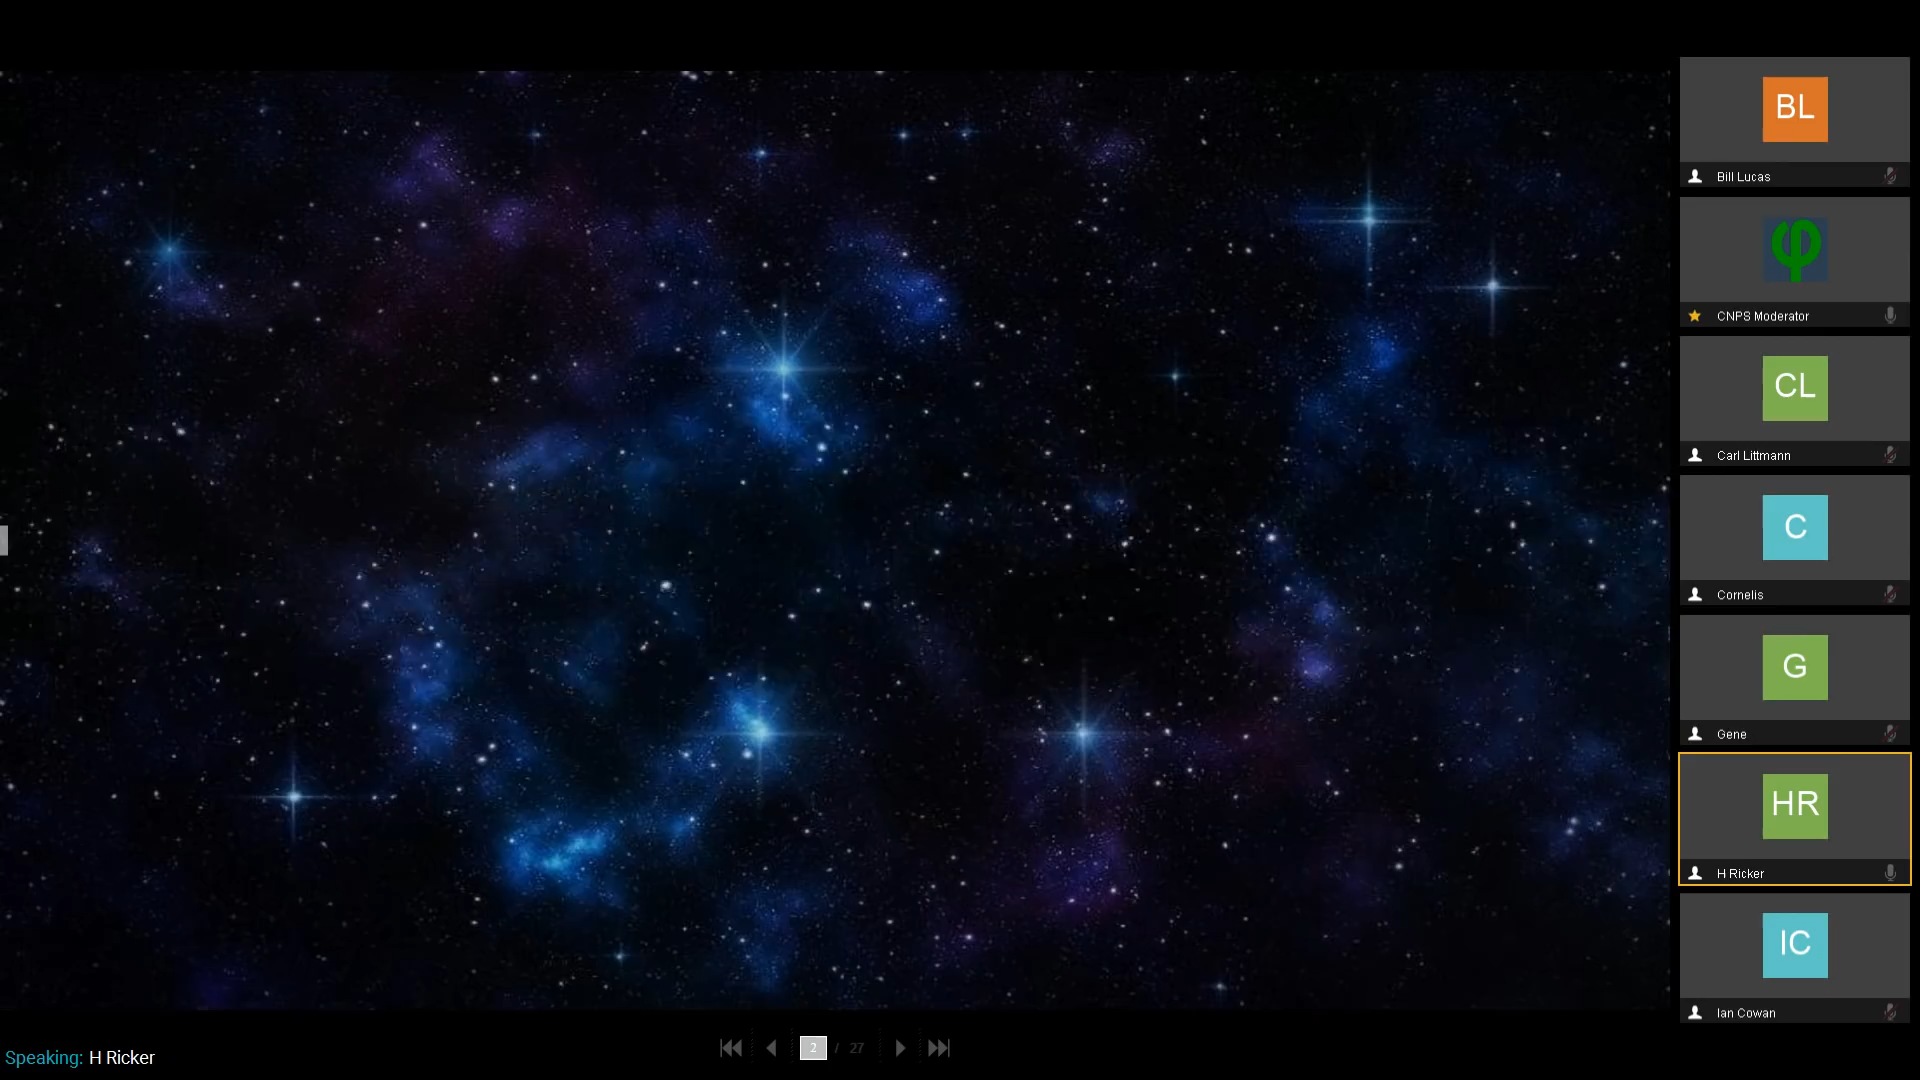 BL
Bill Lucas
φ
CNPS Moderator
CL
Carl Littmann
C
Cornelis
G
Gene
HR
H Ricker
IC
Ian Cowan
2 / 27
Speaking: H Ricker